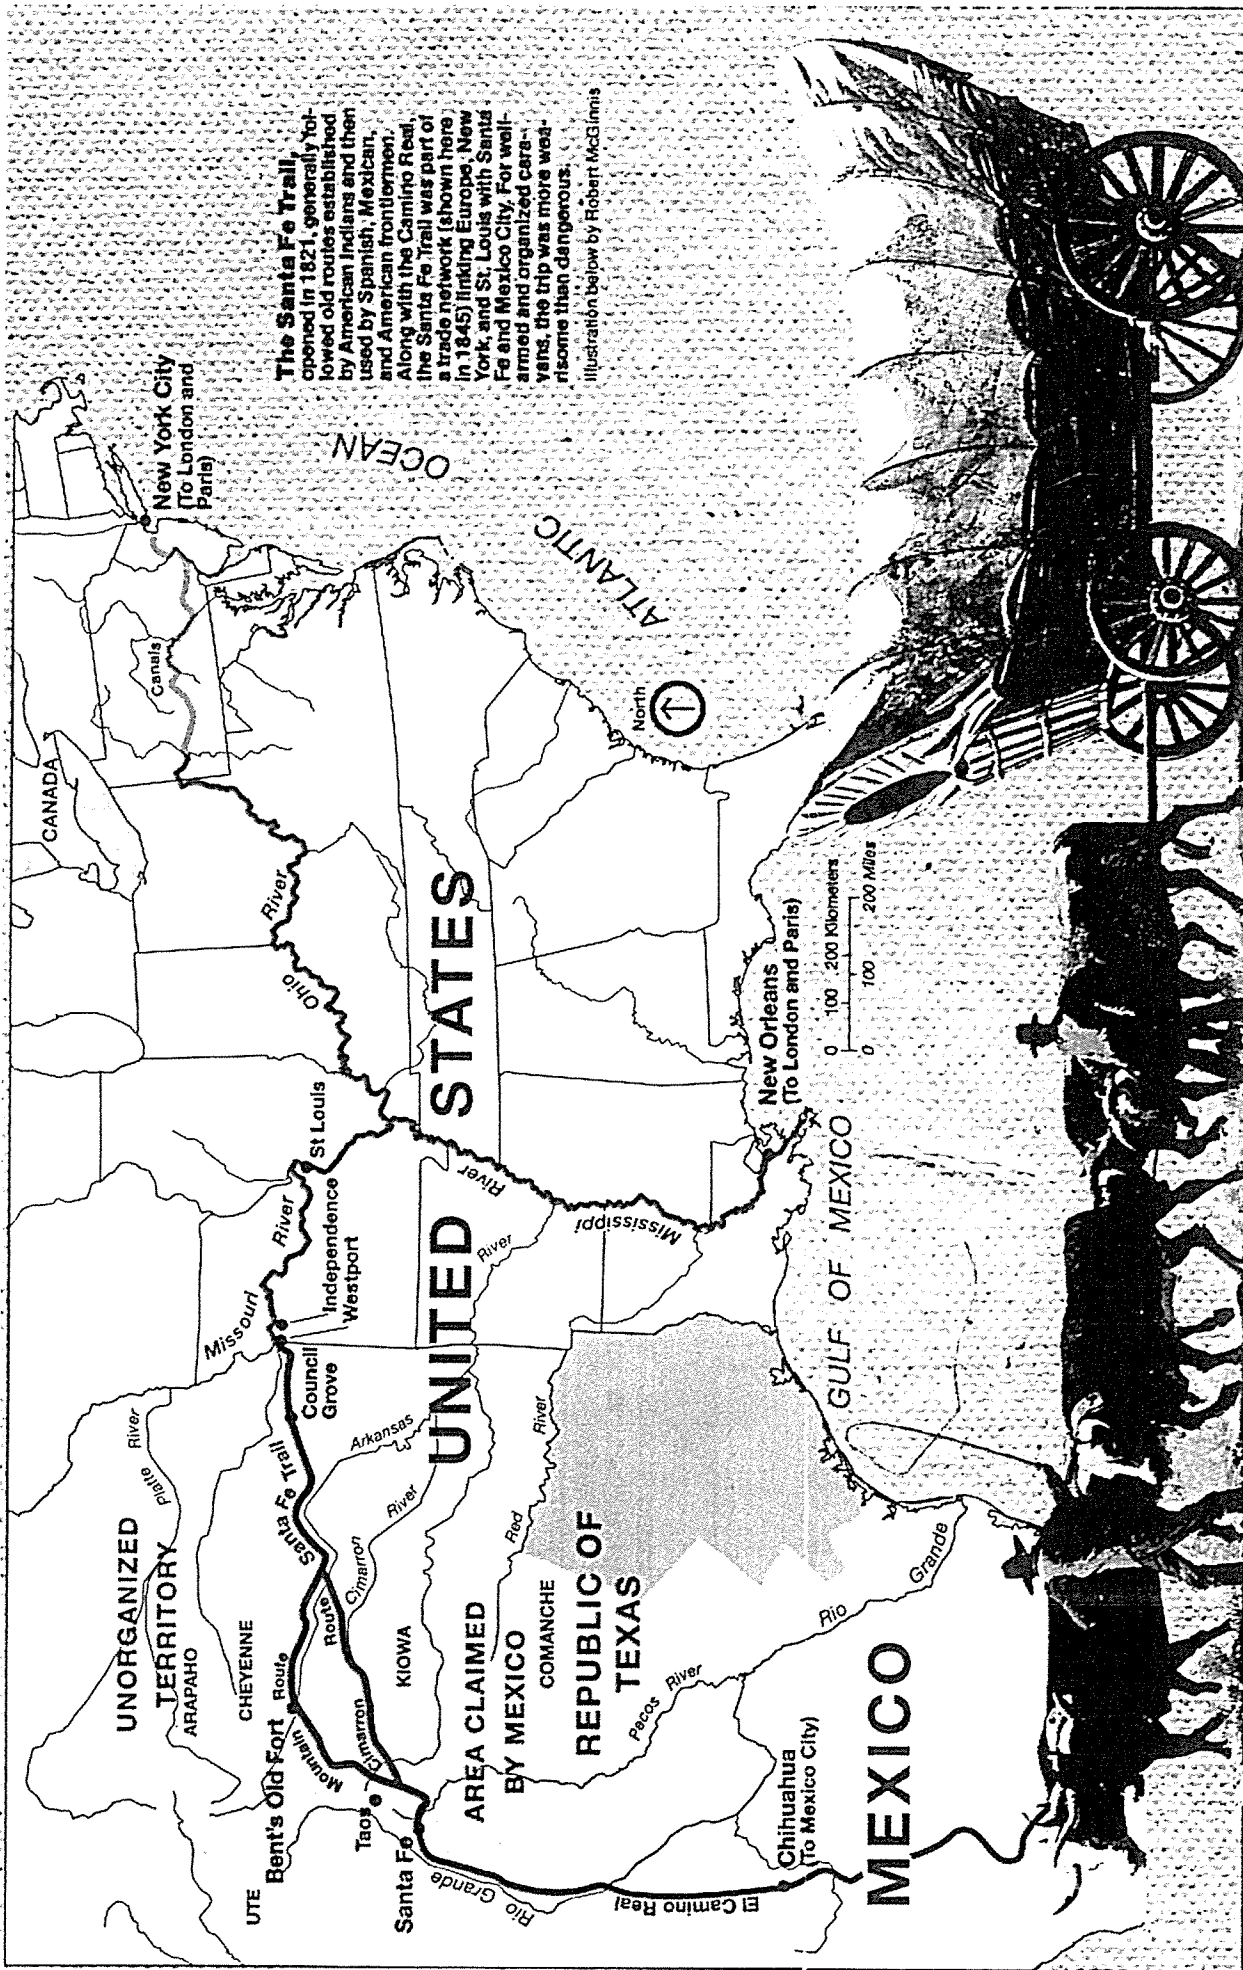 The Santa Fe Trail,
opened in 1821, generally fol-
lowed old routes established
by American Indians and then
used by Spanish, Mexican,
and American frontiermen.
Along with the Camino Real,
the Santa Fe Trail was part of
a trade network (shown here
in 1845) linking Europe, New
York, and St. Louis with Santa
Fe and Mexico City. For well-
armed and organized cara-
vans, the trip was more wea-
risome than dangerous.
Illustration below by Robert McGinnis
CANADA
New York City
(To London and
Paris)
Canals
ATLANTIC
OCEAN
North
Ohio
River
UNITED STATES
St Louis
Missouri
River
Independence
Westport
Council
Grove
Mississippi
River
River
New Orleans
(To London and Paris)
0 100 200 Kilometers
0 100 200 Miles
GULF OF MEXICO
UNORGANIZED
TERRITORY
Platte
River
ARAPAHO
CHEYENNE
UTE
Santa Fe Trail
Arkansas
Cimarron
River
Bent's Old Fort
Mountain
Route
Cimarron
Route
KIOWA
Taos
Santa Fe
AREA CLAIMED
BY MEXICO
COMANCHE
Red
River
REPUBLIC OF
TEXAS
Pecos
River
Rio
Grande
Rio Grande
El Camino Real
Chihuahua
(To Mexico City)
MEXICO